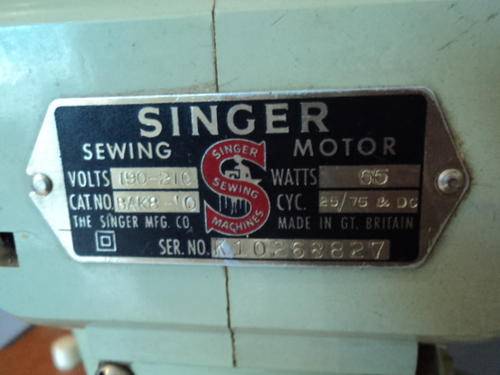 SINGER
SEWING MOTOR
SINGER
SEWING
MACHINES
VOLTS 190-210 WATTS 65
CAT. NO. BAK8-10 CYC. 25/75 & DC
THE SINGER MFG. CO. MADE IN GT. BRITAIN
SER. NO. K10268827